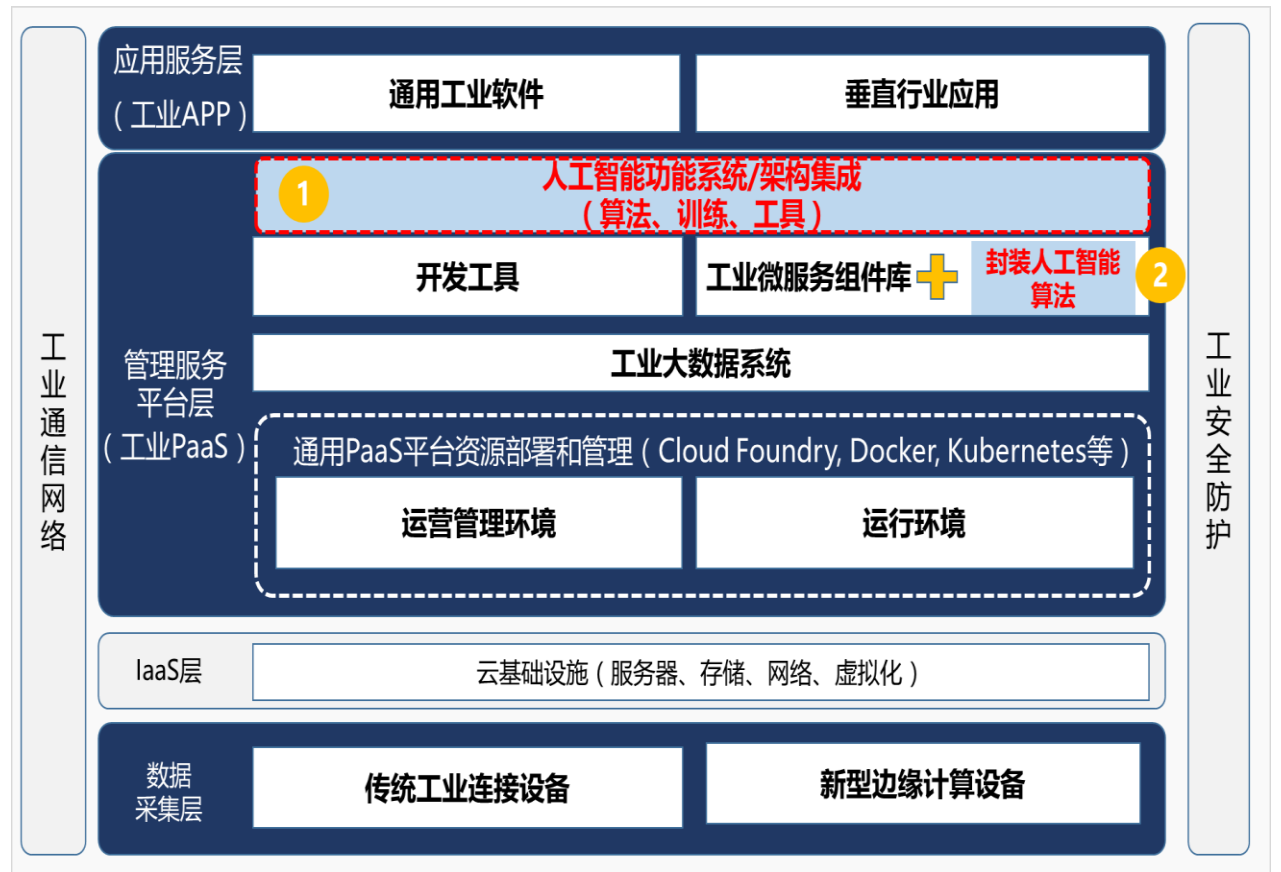 应用服务层
（工业APP）
通用工业软件
垂直行业应用
1
人工智能功能系统/架构集成
（算法、训练、工具）
开发工具
工业微服务组件库
封装人工智能
算法
2
管理服务
平台层
（工业PaaS）
工业大数据系统
通用PaaS平台资源部署和管理（Cloud Foundry, Docker, Kubernetes等）
运营管理环境
运行环境
IaaS层
云基础设施（服务器、存储、网络、虚拟化）
数据
采集层
传统工业连接设备
新型边缘计算设备
工业通信网络
工业安全防护